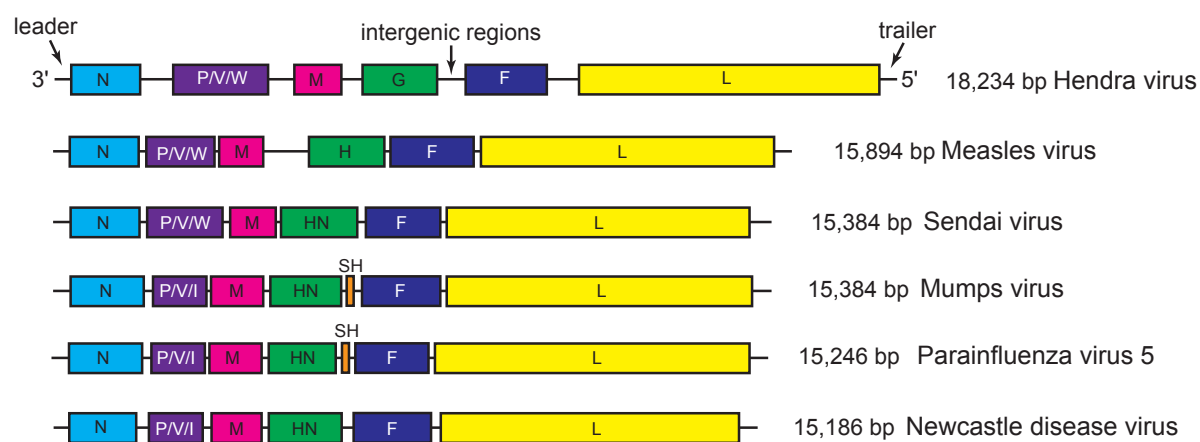 leader
intergenic regions
trailer
3' N P/V/W M G F L 5' 18,234 bp Hendra virus
N P/V/W M H F L 15,894 bp Measles virus
N P/V/W M HN F L 15,384 bp Sendai virus
SH
N P/V/I M HN F L 15,384 bp Mumps virus
SH
N P/V/I M HN F L 15,246 bp Parainfluenza virus 5
N P/V/I M HN F L 15,186 bp Newcastle disease virus